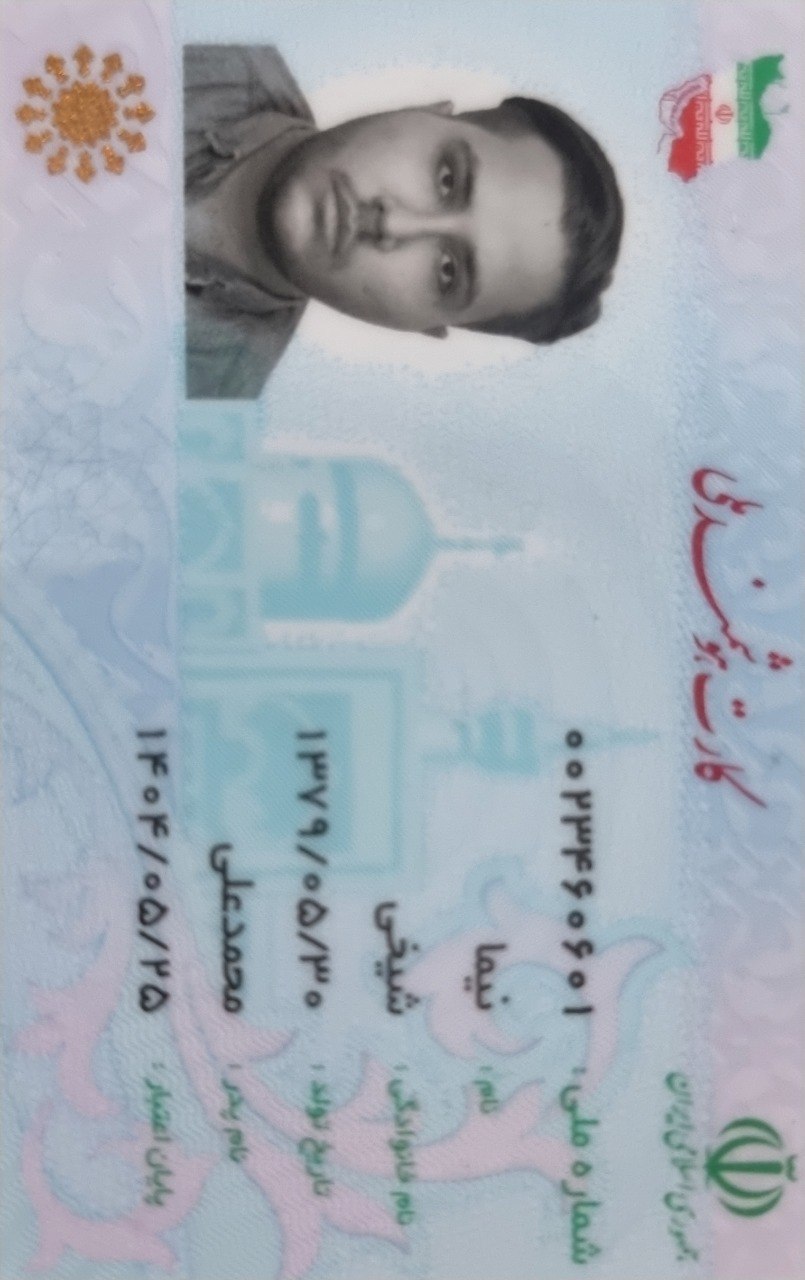 جمهوری اسلامی ایران
کارت هوشمند ملی
شماره ملی : ۰۰۲۳۴۶۰۶۰۱
نام : نیما
نام خانوادگی : شیخی
تاریخ تولد : ۱۳۷۹/۰۵/۳۰
نام پدر : محمدعلی
پایان اعتبار : ۱۴۰۴/۰۵/۲۵